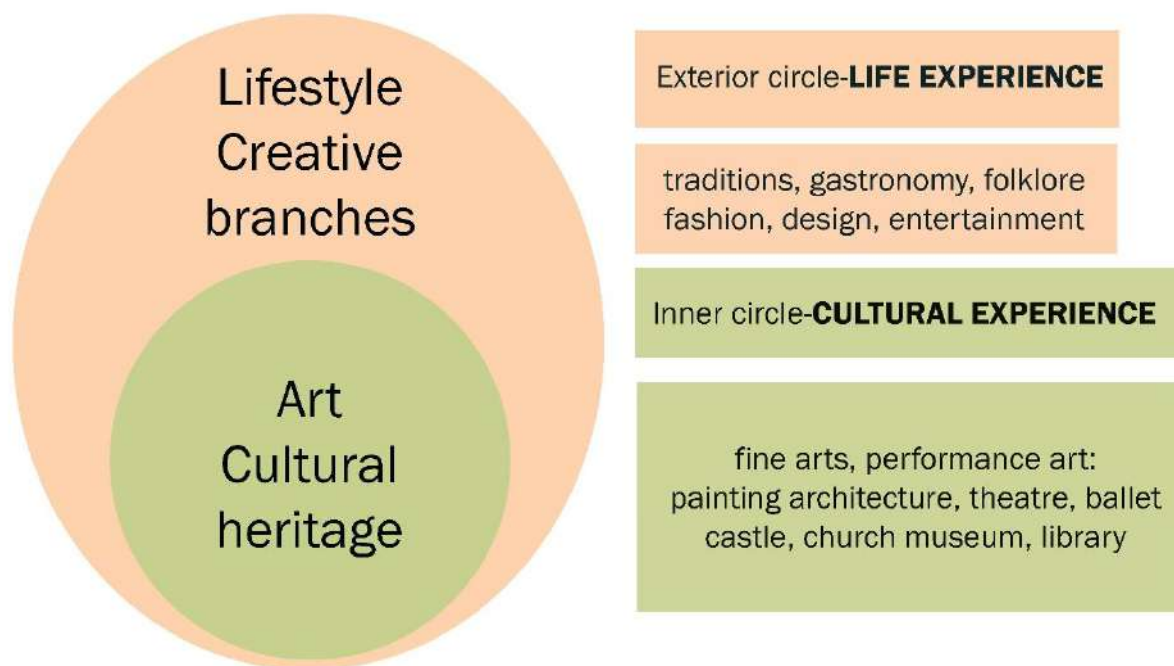 Lifestyle
Creative
branches
Art
Cultural
heritage
Exterior circle-LIFE EXPERIENCE
traditions, gastronomy, folklore
fashion, design, entertainment
Inner circle-CULTURAL EXPERIENCE
fine arts, performance art:
painting architecture, theatre, ballet
castle, church museum, library